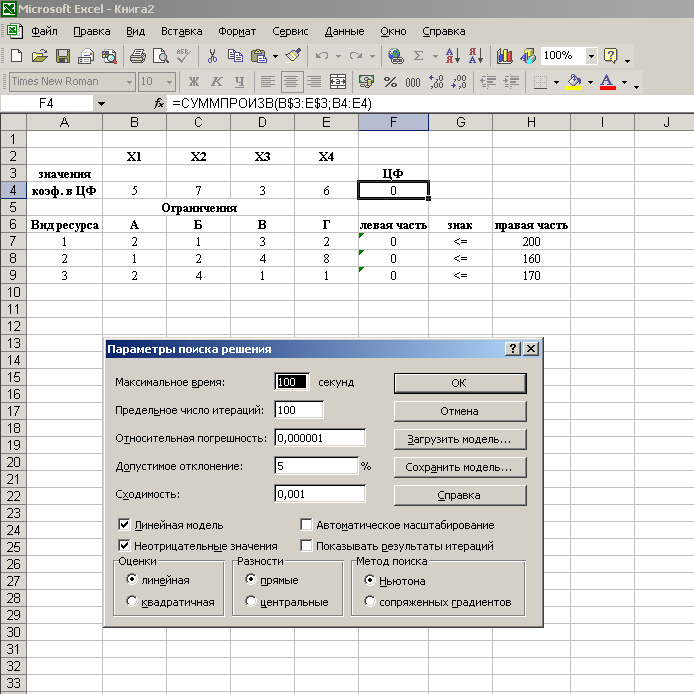 Microsoft Excel - Книга2
Файл Правка Вид Вставка Формат Сервис Данные Окно Справка
100%
Times New Roman 10 Ж К Ч % 000
F4 fx =СУММПРОИЗВ(B$3:E$3;B4:E4)
A B C D E F G H I J
1
2 X1 X2 X3 X4
3 значения ЦФ
4 коэф. в ЦФ 5 7 3 6 0
5 Ограничения
6 Вид ресурса А Б В Г левая часть знак правая часть
7 1 2 1 3 2 0 <= 200
8 2 1 2 4 8 0 <= 160
9 3 2 4 1 1 0 <= 170
10
11
12
13
14
15
16
17
18
19
20
21
22
23
24
25
26
27
28
29
30
31
32
33
Параметры поиска решения
Максимальное время: 100 секунд ОК
Предельное число итераций: 100 Отмена
Относительная погрешность: 0,000001 Загрузить модель...
Допустимое отклонение: 5 % Сохранить модель...
Сходимость: 0,001 Справка
Линейная модель Автоматическое масштабирование
Неотрицательные значения Показывать результаты итераций
Оценки Разности Метод поиска
линейная прямые Ньютона
квадратичная центральные сопряженных градиентов